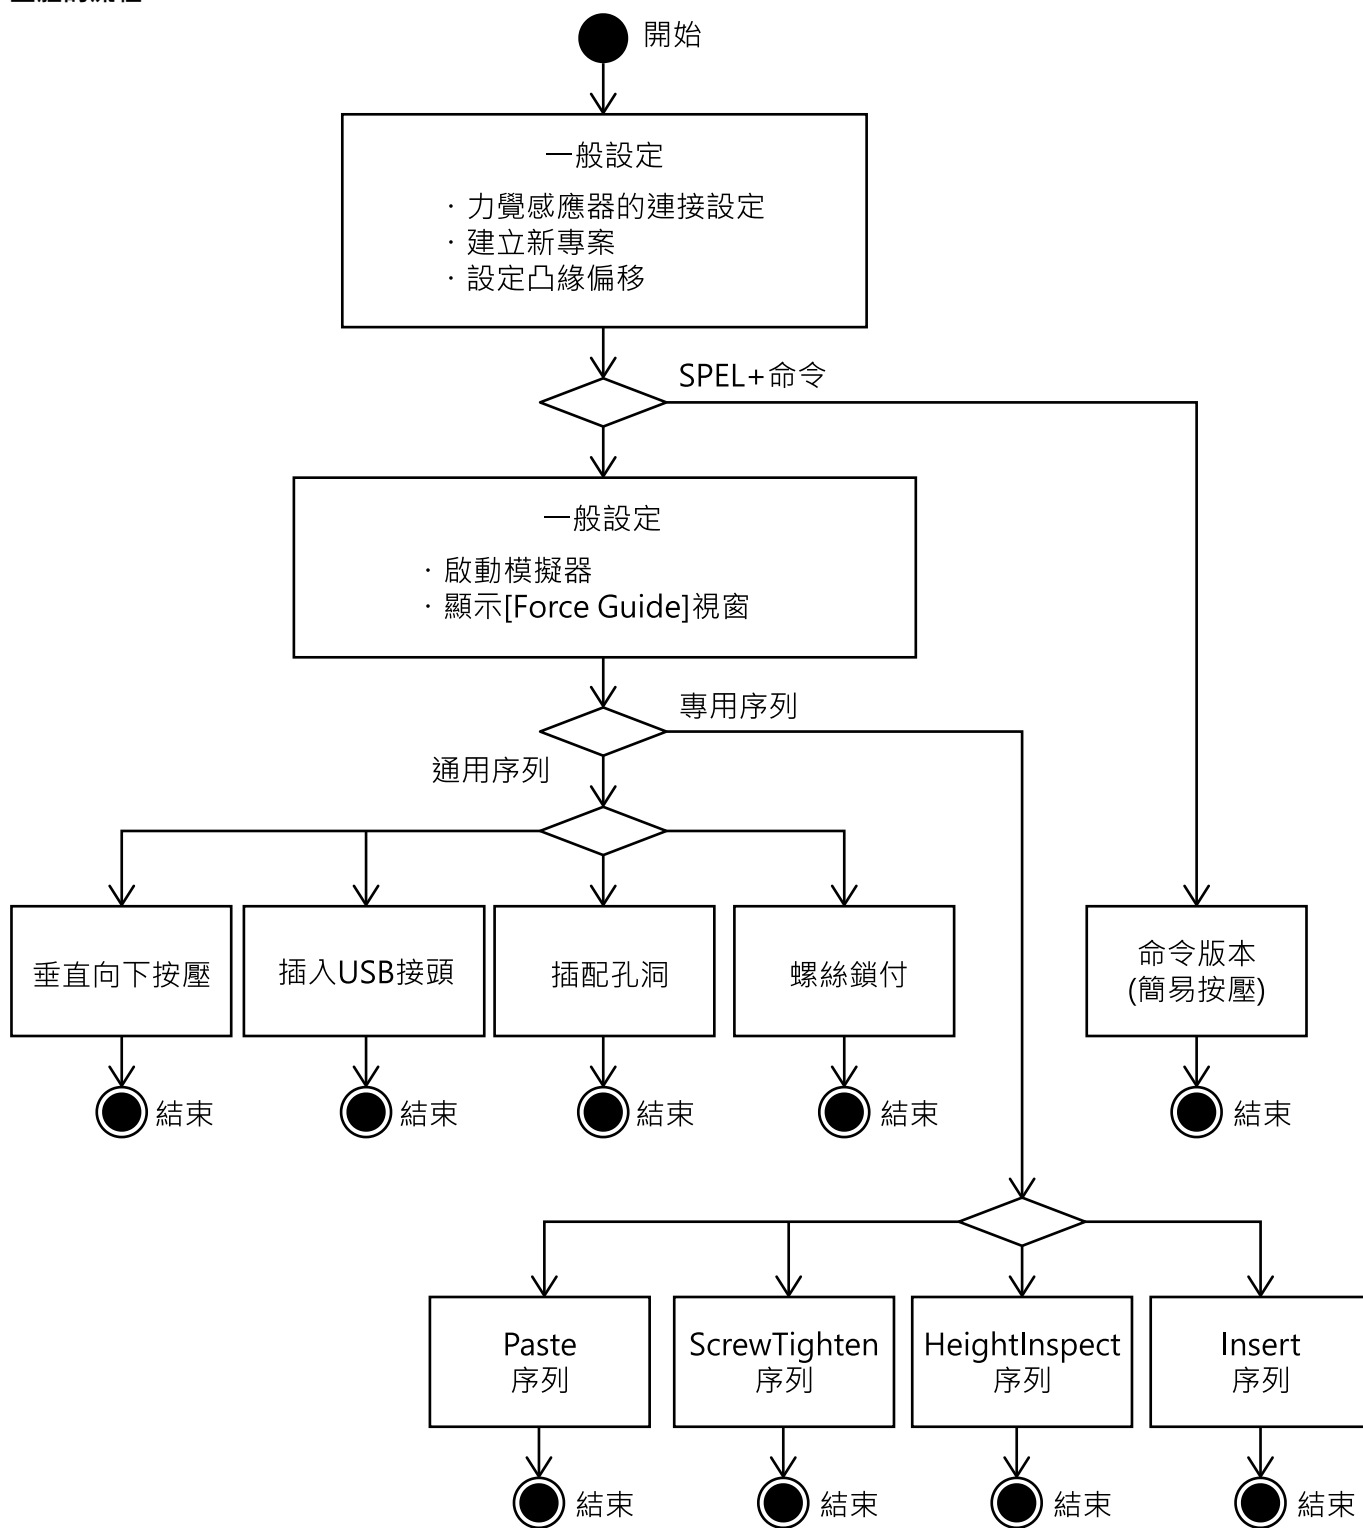 開始
一般設定
· 力覺感應器的連接設定
· 建立新專案
· 設定凸緣偏移
SPEL+命令
一般設定
· 啟動模擬器
· 顯示[Force Guide]視窗
專用序列
通用序列
垂直向下按壓
插入USB接頭
插配孔洞
螺絲鎖付
命令版本
(簡易按壓)
結束
結束
結束
結束
結束
Paste
序列
ScrewTighten
序列
HeightInspect
序列
Insert
序列
結束
結束
結束
結束